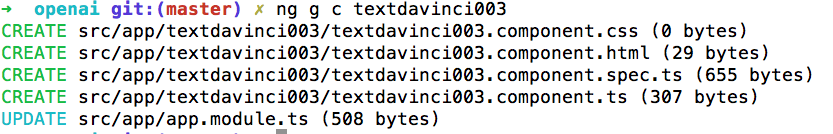 ➜ openai git:(master) ✗ ng g c textdavinci003
CREATE src/app/textdavinci003/textdavinci003.component.css (0 bytes)
CREATE src/app/textdavinci003/textdavinci003.component.html (29 bytes)
CREATE src/app/textdavinci003/textdavinci003.component.spec.ts (655 bytes)
CREATE src/app/textdavinci003/textdavinci003.component.ts (307 bytes)
UPDATE src/app/app.module.ts (508 bytes)